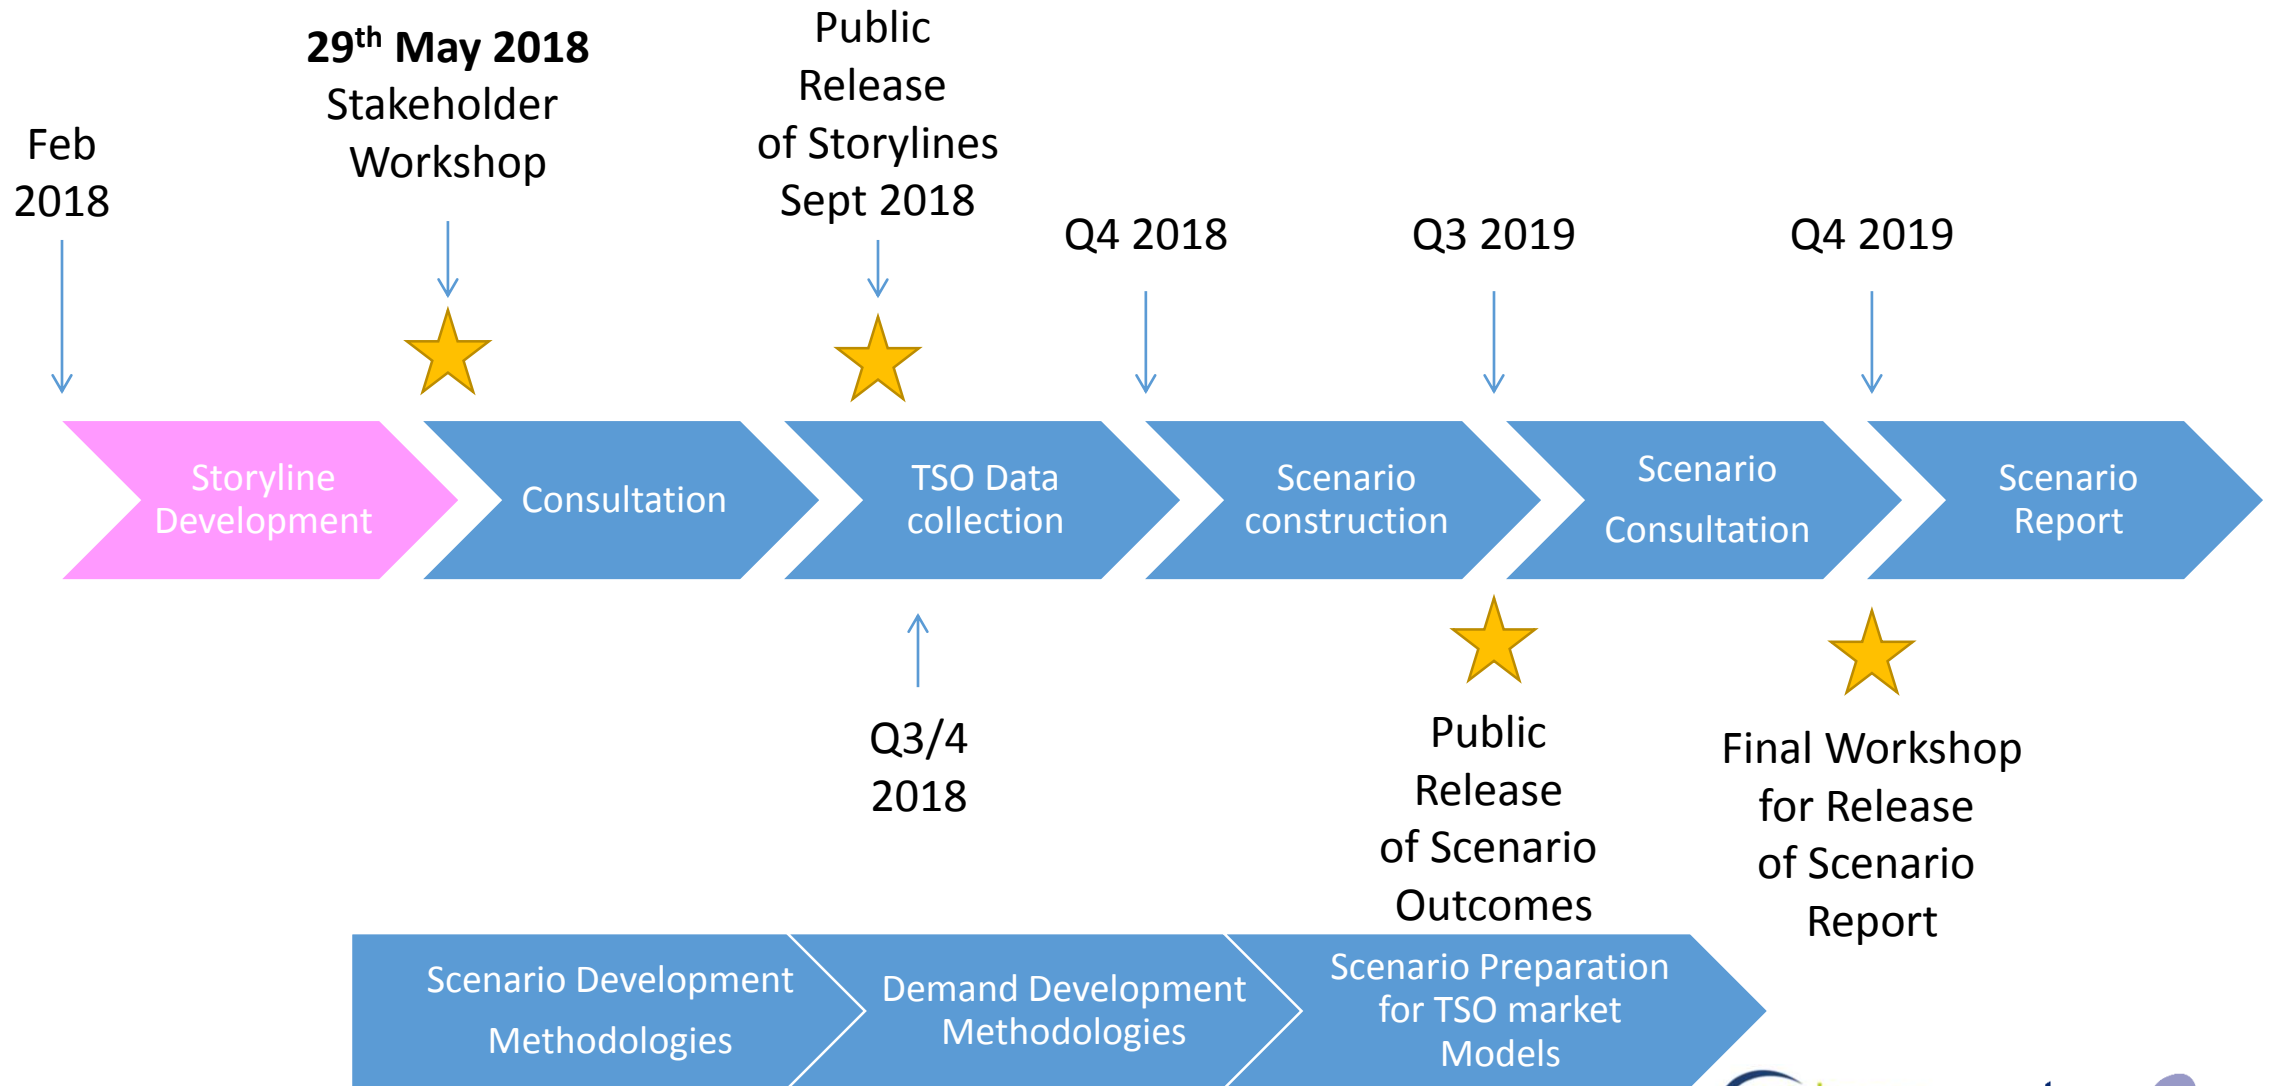 Feb
2018
29th May 2018
Stakeholder
Workshop
Public
Release
of Storylines
Sept 2018
Q4 2018
Q3 2019
Q4 2019
Storyline
Development
Consultation
TSO Data
collection
Scenario
construction
Scenario
Consultation
Scenario
Report
Q3/4
2018
Public
Release
of Scenario
Outcomes
Final Workshop
for Release
of Scenario
Report
Scenario Development
Methodologies
Demand Development
Methodologies
Scenario Preparation
for TSO market
Models